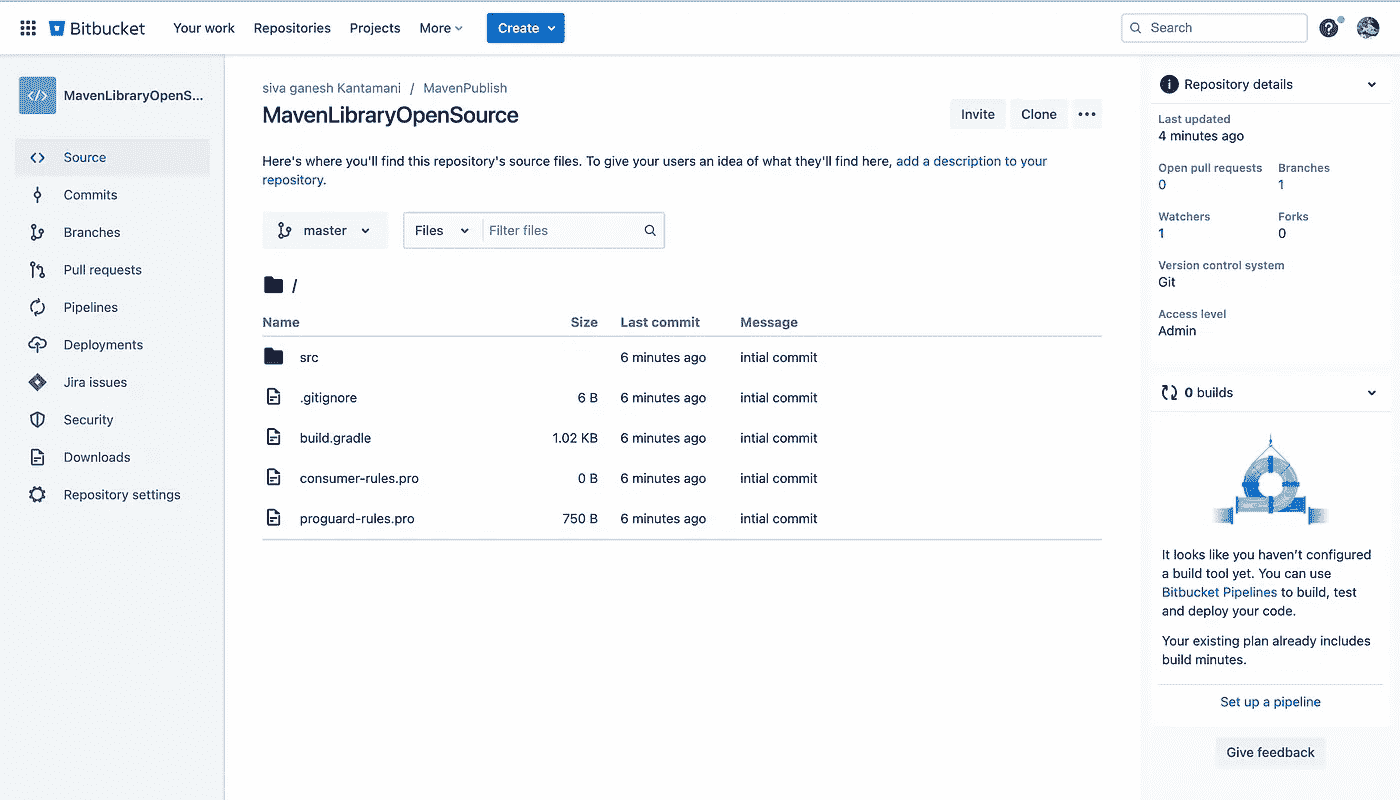 Bitbucket Your work Repositories Projects More Create Search
MavenLibraryOpenS...
Source
Commits
Branches
Pull requests
Pipelines
Deployments
Jira issues
Security
Downloads
Repository settings
siva ganesh Kantamani / MavenPublish
MavenLibraryOpenSource
Invite Clone
Here's where you'll find this repository's source files. To give your users an idea of what they'll find here, add a description to your
repository.
master Files Filter files
/
Name Size Last commit Message
src 6 minutes ago intial commit
.gitignore 6 B 6 minutes ago intial commit
build.gradle 1.02 KB 6 minutes ago intial commit
consumer-rules.pro 0 B 6 minutes ago intial commit
proguard-rules.pro 750 B 6 minutes ago intial commit
Repository details
Last updated
4 minutes ago
Open pull requests Branches
0 1
Watchers Forks
1 0
Version control system
Git
Access level
Admin
0 builds
It looks like you haven't configured
a build tool yet. You can use
Bitbucket Pipelines to build, test
and deploy your code.
Your existing plan already includes
build minutes.
Set up a pipeline
Give feedback